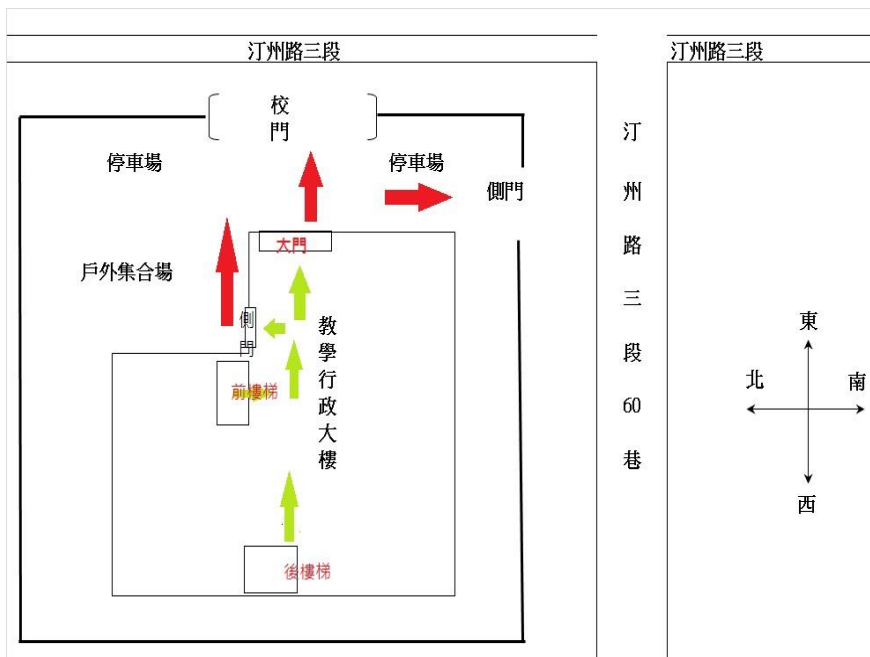 汀州路三段
汀州路三段
校門
停車場
停車場
側門
大門
戶外集合場
側門
教學行政大樓
前樓梯
後樓梯
汀州路三段60巷
東
北
南
西